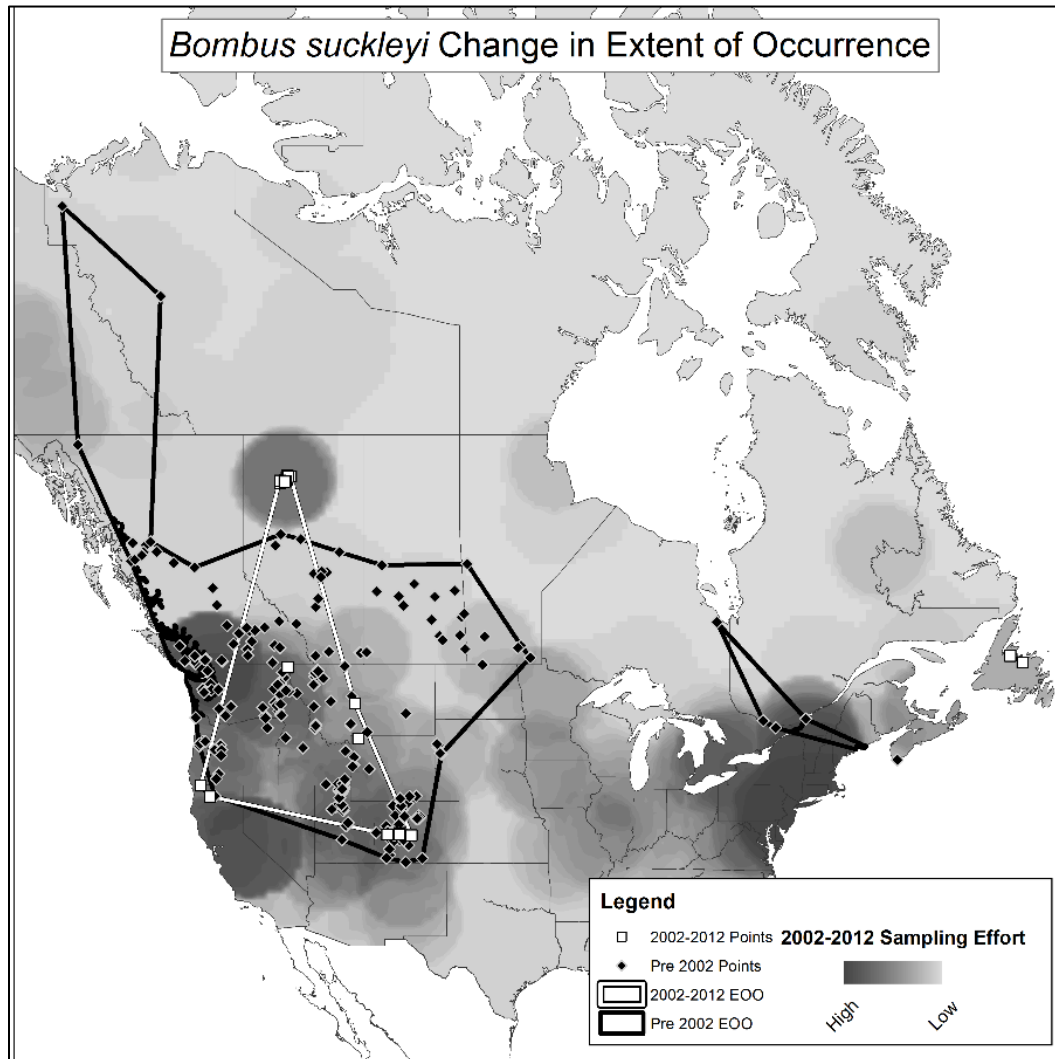 Bombus suckleyi Change in Extent of Occurrence
Legend
2002-2012 Points
Pre 2002 Points
2002-2012 EOO
Pre 2002 EOO
2002-2012 Sampling Effort
High
Low